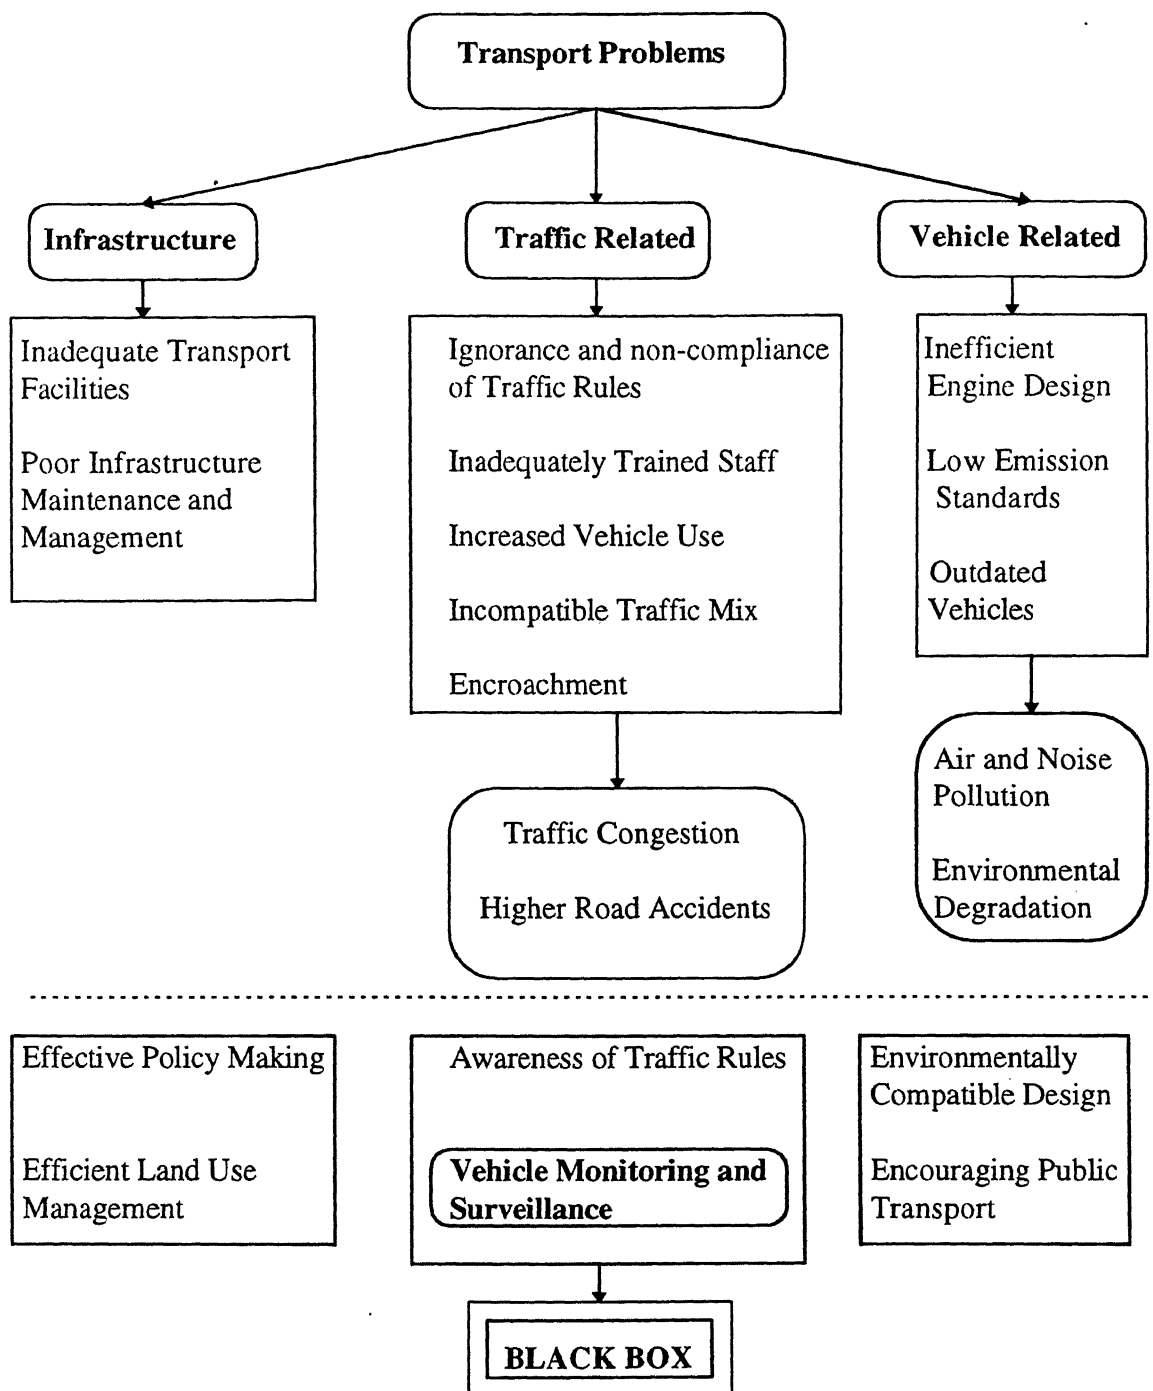 Transport Problems
Infrastructure
Traffic Related
Vehicle Related
Inadequate Transport
Facilities
Poor Infrastructure
Maintenance and
Management
Ignorance and non-compliance
of Traffic Rules
Inadequately Trained Staff
Increased Vehicle Use
Incompatible Traffic Mix
Encroachment
Inefficient
Engine Design
Low Emission
Standards
Outdated
Vehicles
Traffic Congestion
Higher Road Accidents
Air and Noise
Pollution
Environmental
Degradation
Effective Policy Making
Efficient Land Use
Management
Awareness of Traffic Rules
Vehicle Monitoring and
Surveillance
Environmentally
Compatible Design
Encouraging Public
Transport
BLACK BOX